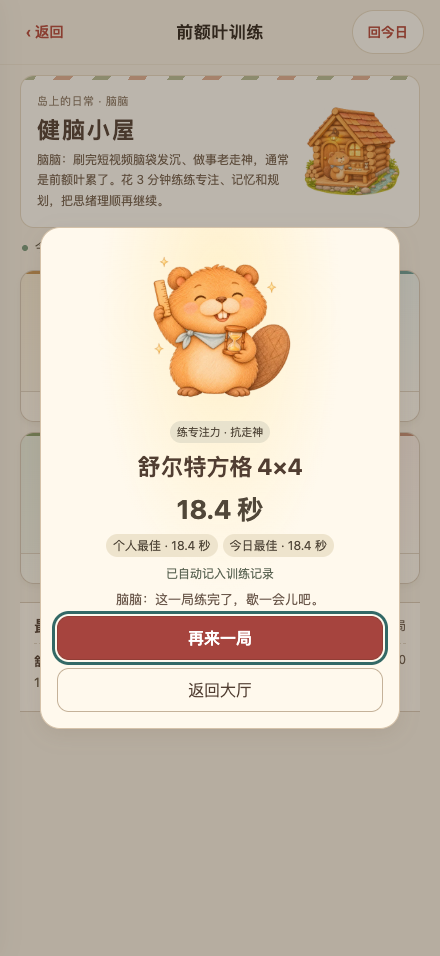 ‹ 返回
前额叶训练
回今日
岛上的日常 · 脑脑
健脑小屋
脑脑：刷完短视频脑袋发沉、做事老走神，通常
是前额叶累了。花 3 分钟练练专注、记忆和规
划，把思绪理顺再继续。
练专注力 · 抗走神
舒尔特方格 4×4
18.4 秒
个人最佳 · 18.4 秒
今日最佳 · 18.4 秒
已自动记入训练记录
脑脑：这一局练完了，歇一会儿吧。
再来一局
返回大厅